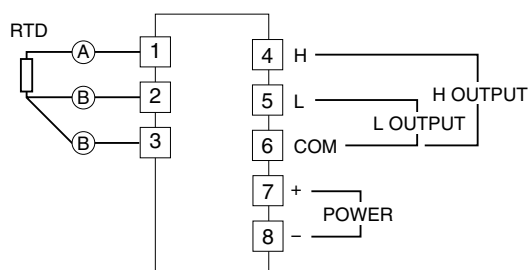 RTD
A 1
B 2
B 3
4 H
5 L
6 COM
H OUTPUT
L OUTPUT
7 +
POWER
8 −